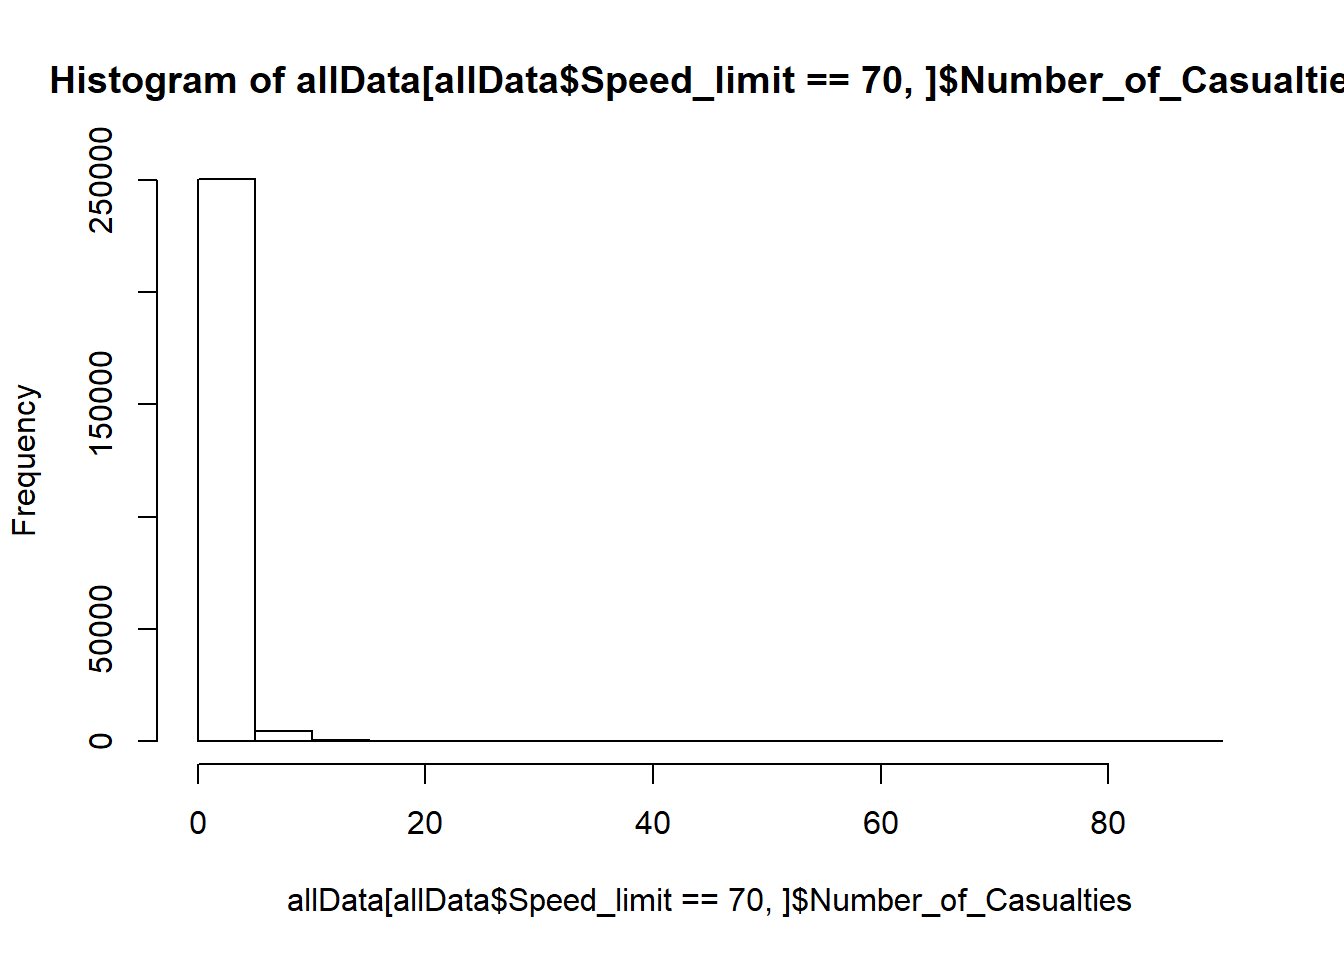 Histogram of allData[allData$Speed_limit == 70, ]$Number_of_Casualtie
250000
150000
50000
0
Frequency
0 20 40 60 80
allData[allData$Speed_limit == 70, ]$Number_of_Casualties